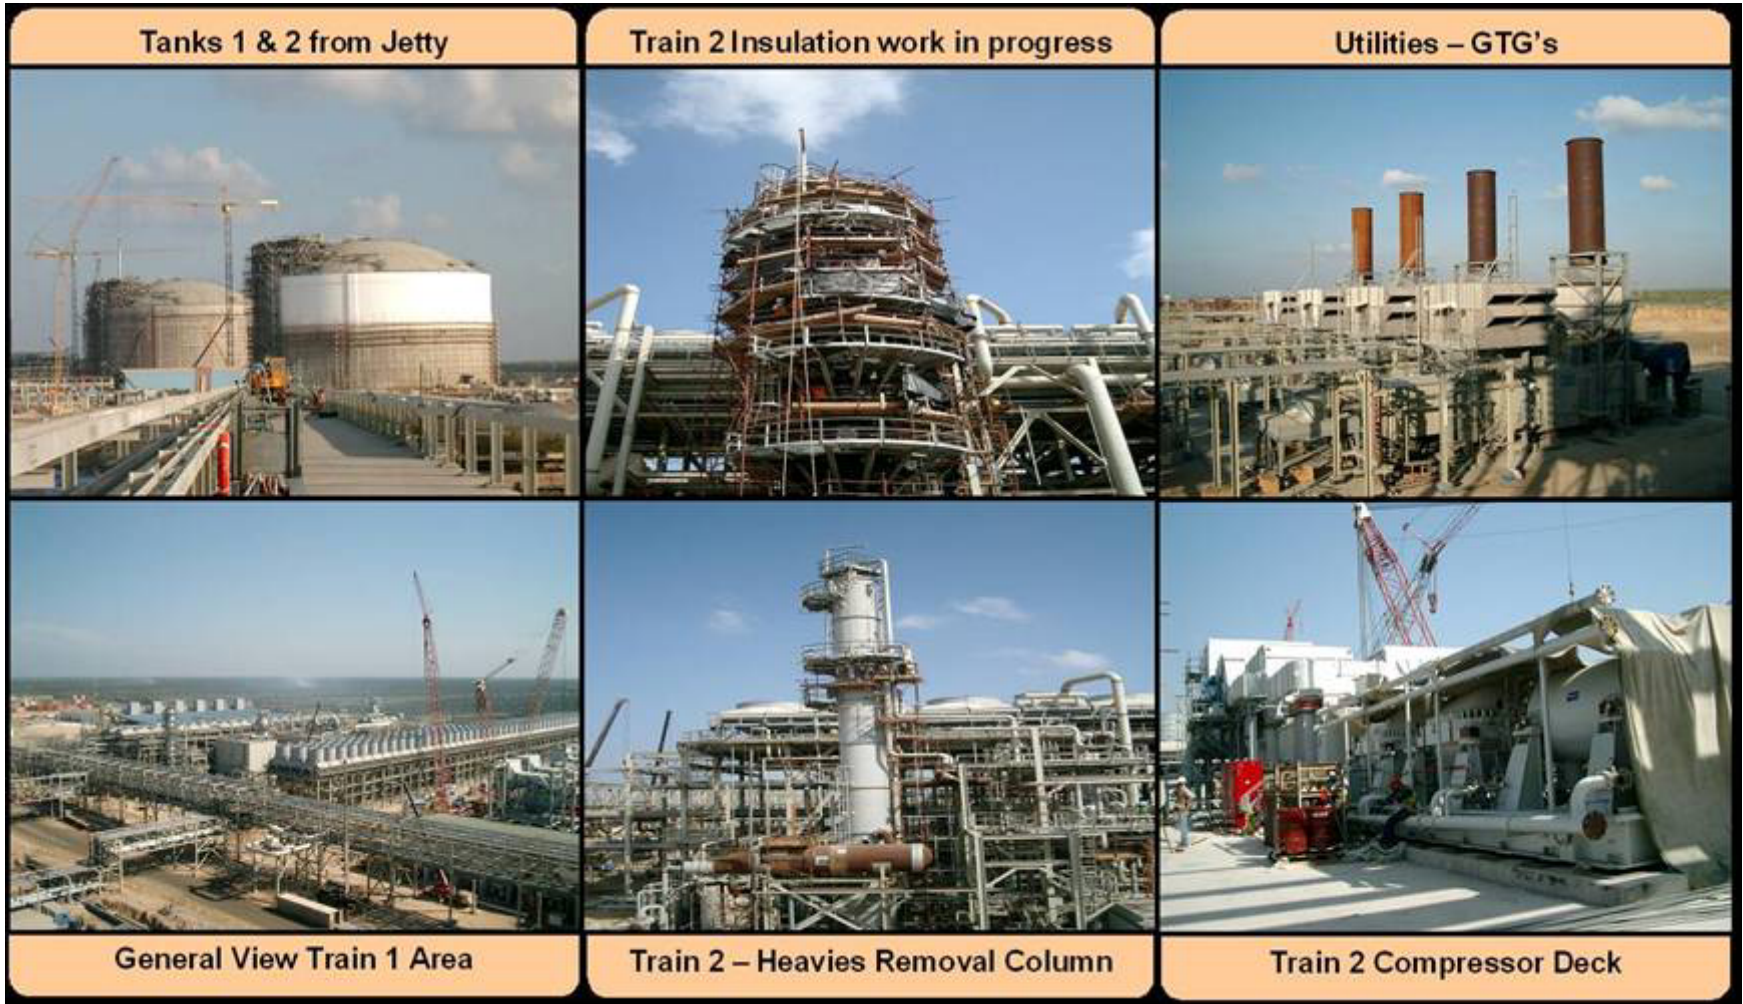 Tanks 1 & 2 from Jetty
Train 2 Insulation work in progress
Utilities – GTG's
General View Train 1 Area
Train 2 – Heavies Removal Column
Train 2 Compressor Deck